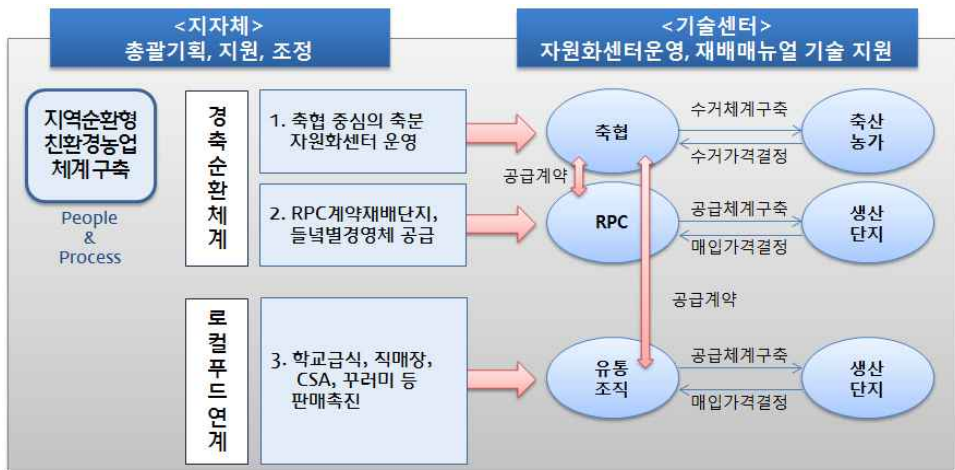 <지자체>
총괄기획, 지원, 조정
<기술센터>
자원화센터운영, 재배매뉴얼 기술 지원
지역순환형
친환경농업
체계 구축
People
&
Process
경축순환체계
1. 축협 중심의 축분
자원화센터 운영
2. RPC계약재배단지,
들녘별경영체 공급
로컬푸드연계
3. 학교급식, 직매장,
CSA, 꾸러미 등
판매촉진
축협
수거체계구축
수거가격결정
축산
농가
공급계약
RPC
공급체계구축
매입가격결정
생산
단지
공급계약
유통
조직
공급체계구축
매입가격결정
생산
단지